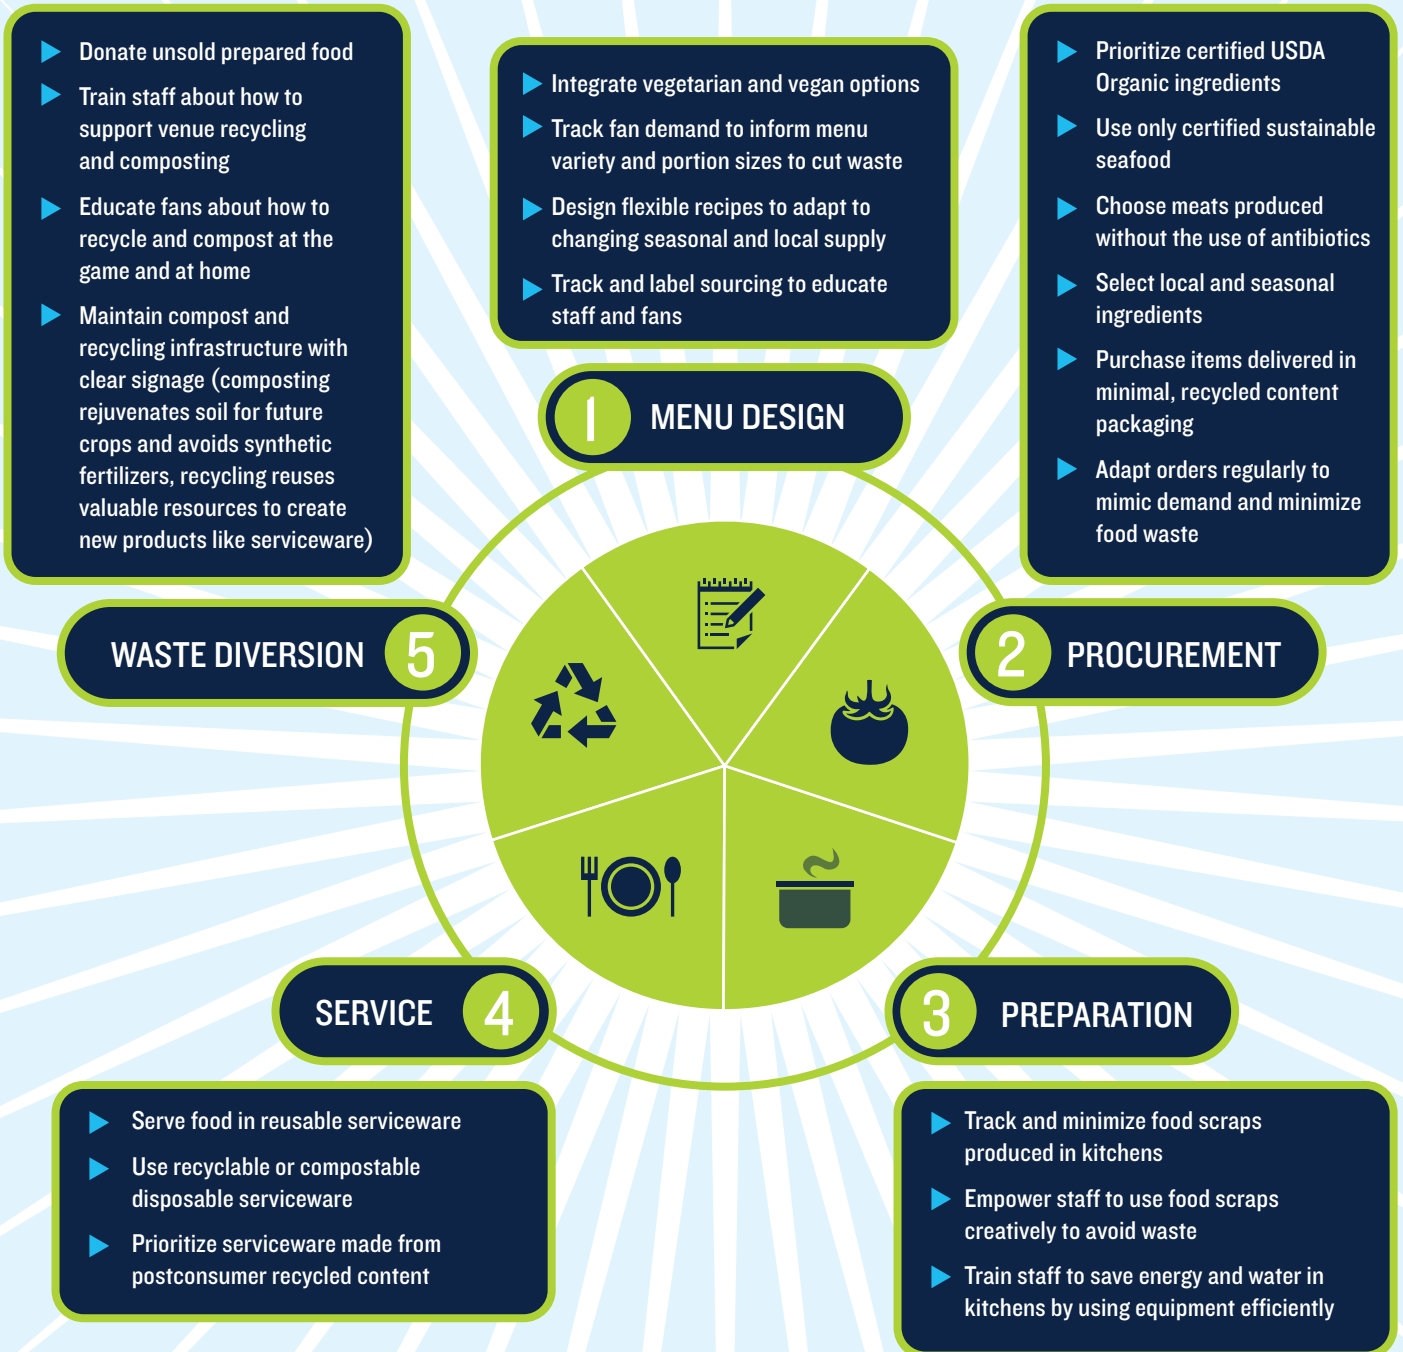 Donate unsold prepared food
Train staff about how to
support venue recycling
and composting
Educate fans about how to
recycle and compost at the
game and at home
Maintain compost and
recycling infrastructure with
clear signage (composting
rejuvenates soil for future
crops and avoids synthetic
fertilizers, recycling reuses
valuable resources to create
new products like serviceware)
WASTE DIVERSION 5
Integrate vegetarian and vegan options
Track fan demand to inform menu
variety and portion sizes to cut waste
Design flexible recipes to adapt to
changing seasonal and local supply
Track and label sourcing to educate
staff and fans
1 MENU DESIGN
Prioritize certified USDA
Organic ingredients
Use only certified sustainable
seafood
Choose meats produced
without the use of antibiotics
Select local and seasonal
ingredients
Purchase items delivered in
minimal, recycled content
packaging
Adapt orders regularly to
mimic demand and minimize
food waste
2 PROCUREMENT
SERVICE 4
Serve food in reusable serviceware
Use recyclable or compostable
disposable serviceware
Prioritize serviceware made from
postconsumer recycled content
3 PREPARATION
Track and minimize food scraps
produced in kitchens
Empower staff to use food scraps
creatively to avoid waste
Train staff to save energy and water in
kitchens by using equipment efficiently